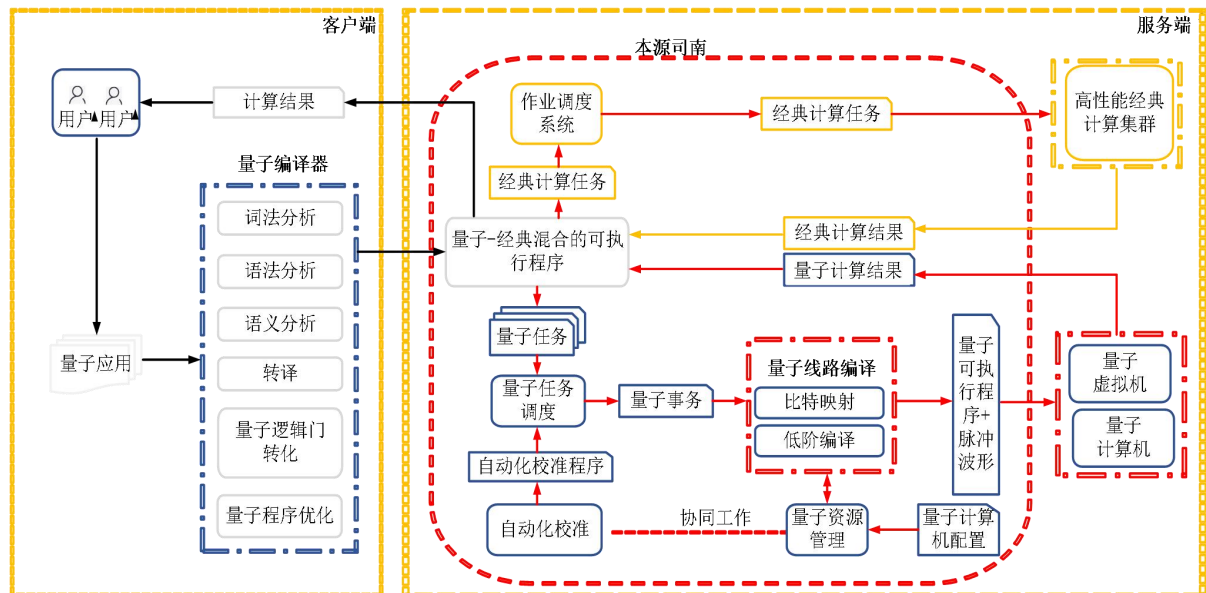 客户端
用户
用户
计算结果
量子编译器
词法分析
语法分析
语义分析
转译
量子逻辑门
转化
量子程序优化
量子应用
服务端
本源司南
作业调度
系统
经典计算任务
高性能经典
计算集群
经典计算任务
量子-经典混合的可执
行程序
经典计算结果
量子计算结果
量子任务
量子任务
调度
量子事务
量子线路编译
比特映射
低阶编译
量子
可执
行程
序+
脉冲
波形
量子
虚拟机
量子
计算机
自动化校准程序
自动化校准
协同工作
量子资源
管理
量子计算
机配置